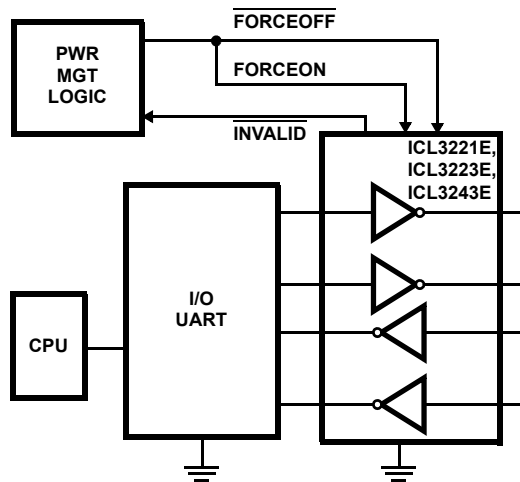 FORCEOFF
PWR
MGT
LOGIC
FORCEON
INVALID
ICL3221E,
ICL3223E,
ICL3243E
I/O
UART
CPU